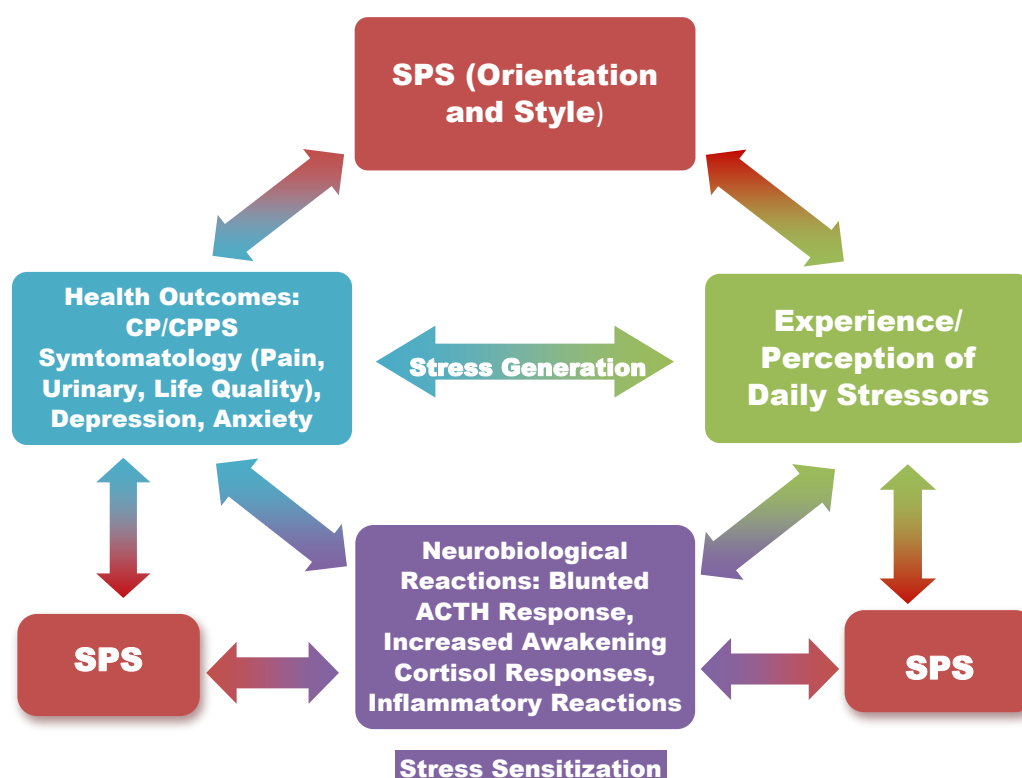 SPS (Orientation
and Style)
Health Outcomes:
CP/CPPS
Symtomatology (Pain,
Urinary, Life Quality),
Depression, Anxiety
Stress Generation
Experience/
Perception of
Daily Stressors
Neurobiological
Reactions: Blunted
ACTH Response,
Increased Awakening
Cortisol Responses,
Inflammatory Reactions
SPS
SPS
Stress Sensitization